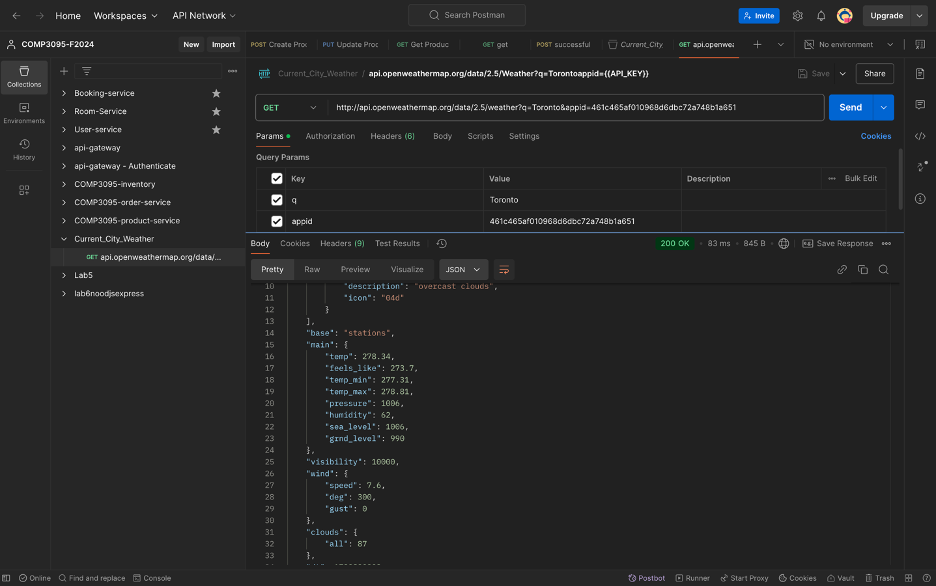 Home Workspaces API Network Search Postman Invite Upgrade
COMP3095-F2024 New Import POST Create Proc PUT Update Proc GET Get Produc GET get POST successful Current_City GET api.openwea No environment
Collections
Environments
History
Booking-service
Room-Service
User-service
api-gateway
api-gateway - Authenticate
COMP3095-inventory
COMP3095-order-service
COMP3095-product-service
Current_City_Weather
GET api.openweathermap.org/data/...
Lab5
lab6noodjsexpress
HTTP Current_City_Weather / api.openweathermap.org/data/2.5/Weather?q=Torontoappid={{API_KEY}} Save Share
GET http://api.openweathermap.org/data/2.5/weather?q=Toronto&appid=461c465af010968d6dbc72a748b1a651 Send
Params Authorization Headers (6) Body Scripts Settings Cookies
Query Params
Key Value Description Bulk Edit
q Toronto
appid 461c465af010968d6dbc72a748b1a651
Body Cookies Headers (9) Test Results 200 OK 83 ms 845 B Save Response
Pretty Raw Preview Visualize JSON
10 "description": "overcast clouds",
11 "icon": "04d"
12 }
13 ],
14 "base": "stations",
15 "main": {
16 "temp": 278.34,
17 "feels_like": 273.7,
18 "temp_min": 277.31,
19 "temp_max": 278.81,
20 "pressure": 1006,
21 "humidity": 62,
22 "sea_level": 1006,
23 "grnd_level": 990
24 },
25 "visibility": 10000,
26 "wind": {
27 "speed": 7.6,
28 "deg": 300,
29 "gust": 0
30 },
31 "clouds": {
32 "all": 87
33 },
Online Find and replace Console Postbot Runner Start Proxy Cookies Vault Trash